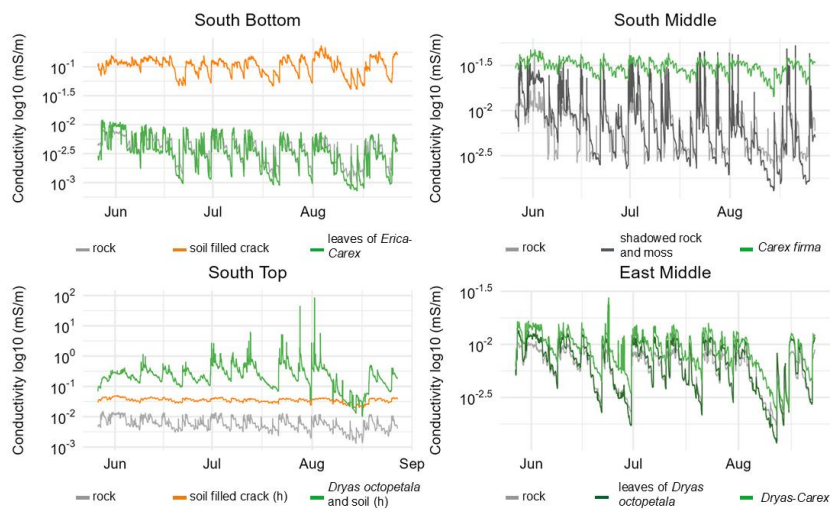 South Bottom
Conductivity log10 (mS/m)
10^-1
10^-1.5
10^-2
10^-2.5
10^-3
Jun Jul Aug
rock soil filled crack leaves of Erica-
Carex
South Middle
Conductivity log10 (mS/m)
10^-1.5
10^-2
10^-2.5
Jun Jul Aug
rock shadowed rock
and moss Carex firma
South Top
Conductivity log10 (mS/m)
10^2
10^1
10^0
10^-1
10^-2
10^-3
Jun Jul Aug Sep
rock soil filled crack (h) Dryas octopetala
and soil (h)
East Middle
Conductivity log10 (mS/m)
10^-1.5
10^-2
10^-2.5
Jun Jul Aug
rock leaves of Dryas
octopetala Dryas-Carex